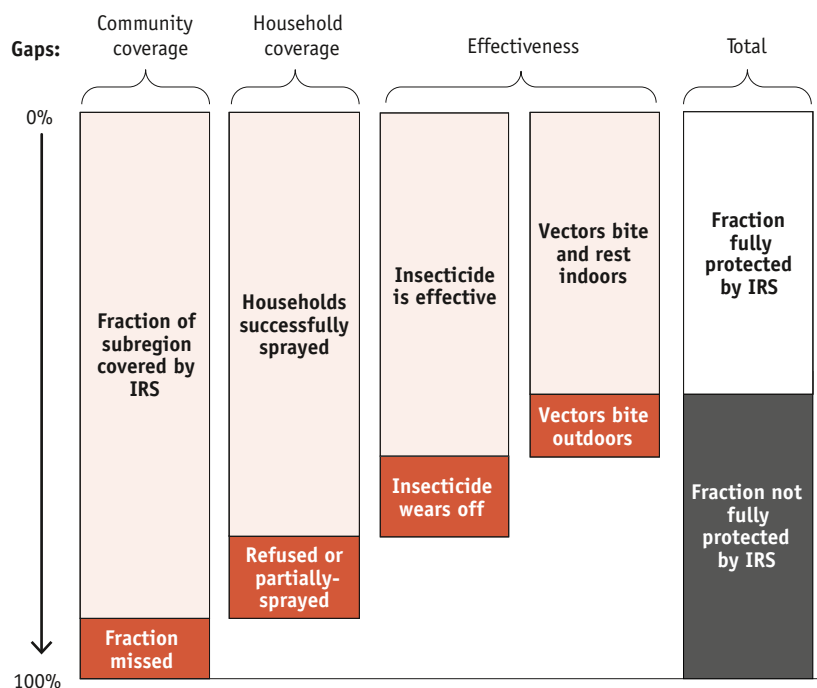 Gaps:
Community
coverage
Household
coverage
Effectiveness
Total
0%
100%
Fraction of
subregion
covered by
IRS
Fraction
missed
Households
successfully
sprayed
Refused or
partially-
sprayed
Insecticide
is effective
Insecticide
wears off
Vectors bite
and rest
indoors
Vectors bite
outdoors
Fraction
fully
protected
by IRS
Fraction not
fully
protected
by IRS